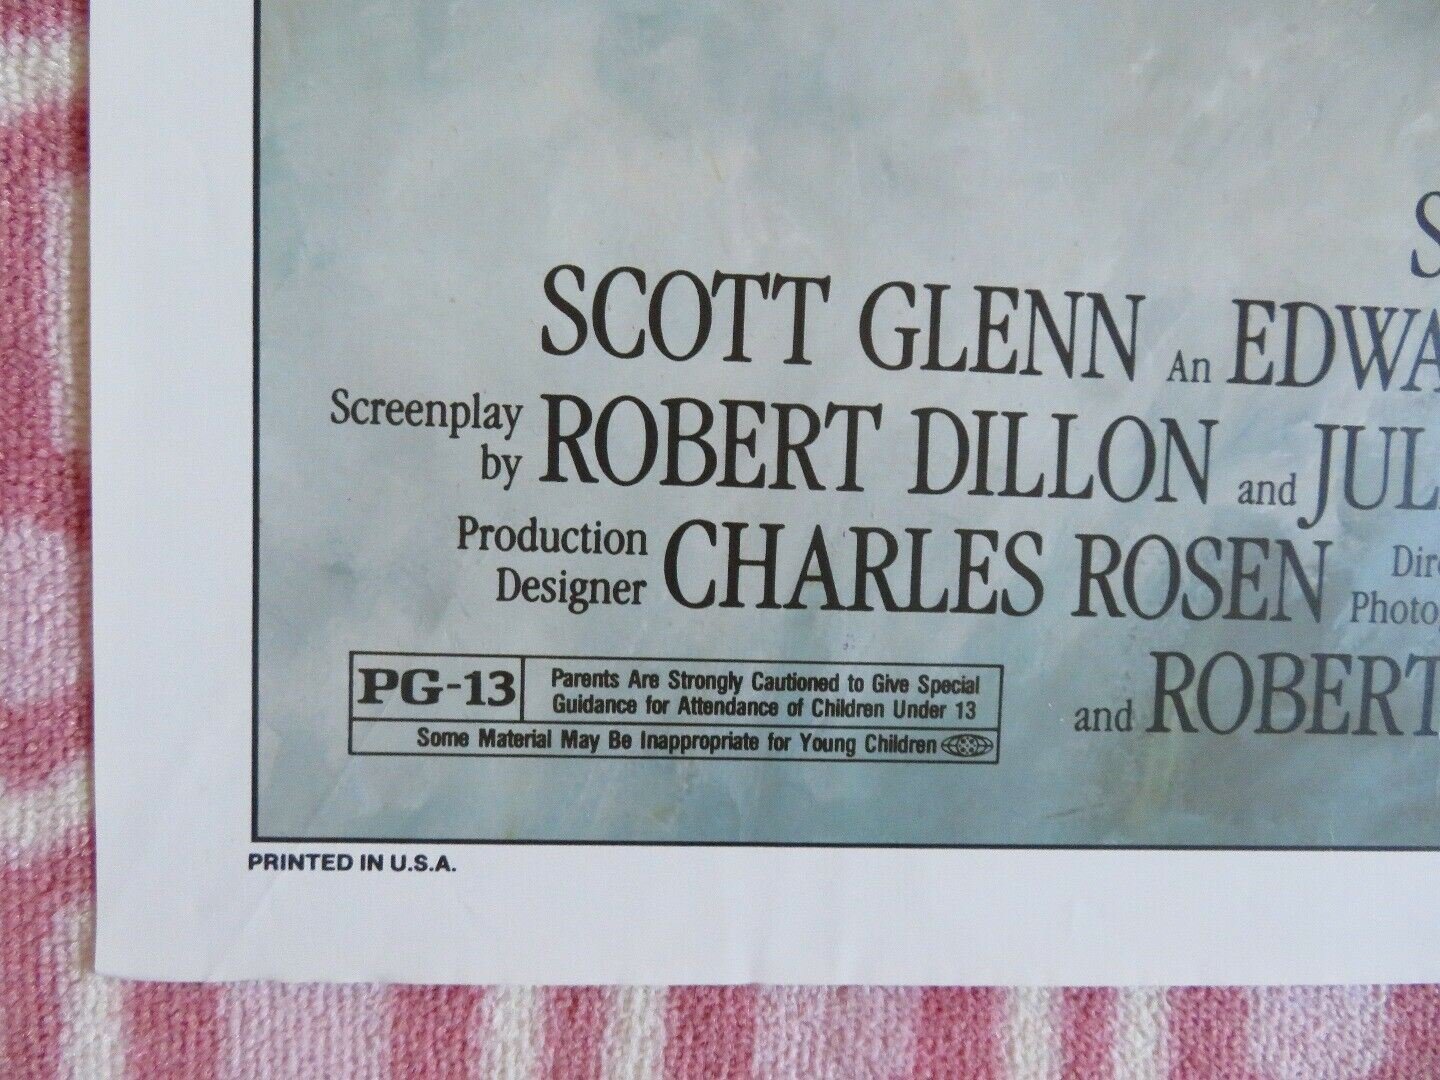 S
SCOTT GLENN An EDWA
Screenplay by ROBERT DILLON and JUL
Production Designer CHARLES ROSEN Dire Photog
PG-13 Parents Are Strongly Cautioned to Give Special
Guidance for Attendance of Children Under 13
Some Material May Be Inappropriate for Young Children
and ROBERT
PRINTED IN U.S.A.